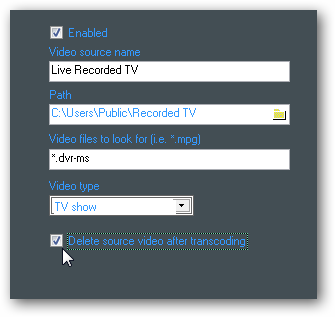 Enabled
Video source name
Live Recorded TV
Path
C:\Users\Public\Recorded TV
Video files to look for (i.e. *.mpg)
*.dvr-ms
Video type
TV show
Delete source video after transcoding